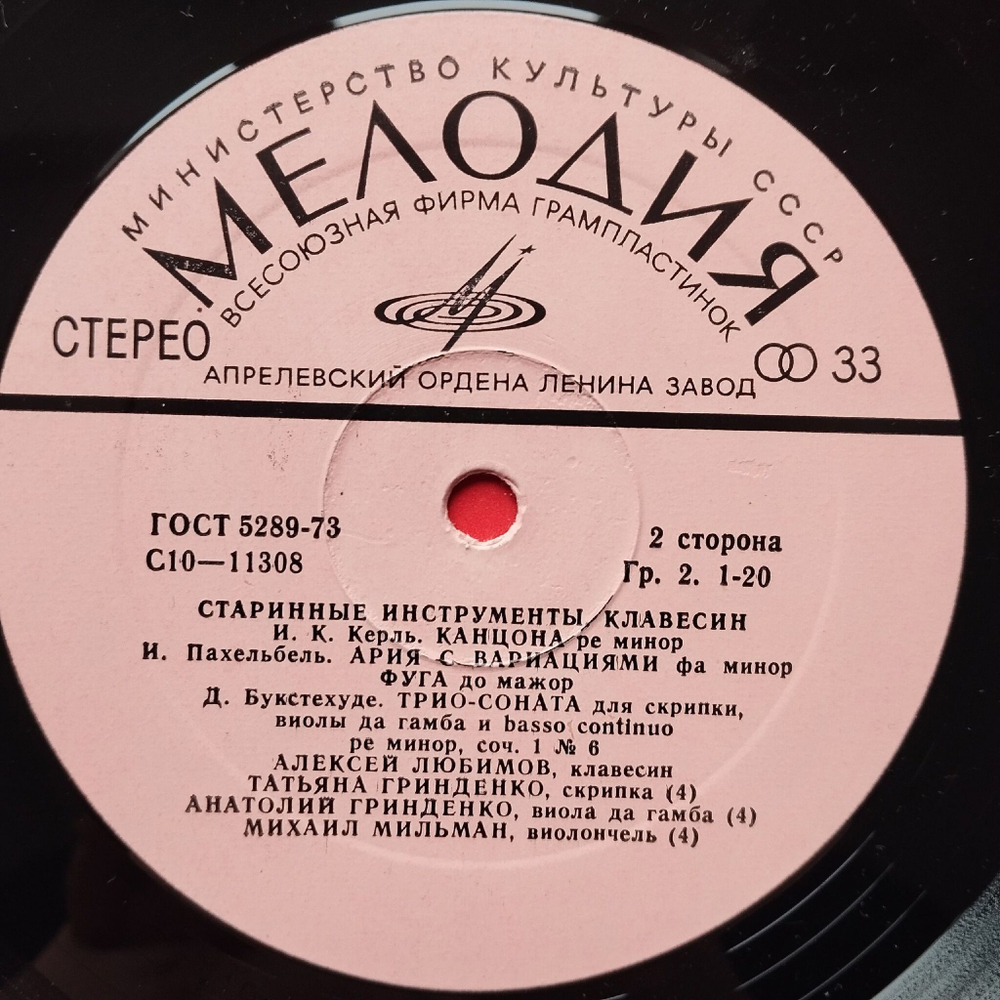 МИНИСТЕРСТВО КУЛЬТУРЫ СССР
МЕЛОДИЯ
ВСЕСОЮЗНАЯ ФИРМА ГРАМПЛАСТИНОК
СТЕРЕО
33
АПРЕЛЕВСКИЙ ОРДЕНА ЛЕНИНА ЗАВОД
ГОСТ 5289-73
2 сторона
С10—11308
Гр. 2. 1-20
СТАРИННЫЕ ИНСТРУМЕНТЫ. КЛАВЕСИН
И. К. Керль. КАНЦОНА ре минор
И. Пахельбель. АРИЯ С ВАРИАЦИЯМИ фа минор
ФУГА до мажор
Д. Букстехуде. ТРИО-СОНАТА для скрипки,
виолы да гамба и basso continuo
ре минор, соч. 1 № 6
АЛЕКСЕЙ ЛЮБИМОВ, клавесин
ТАТЬЯНА ГРИНДЕНКО, скрипка (4)
АНАТОЛИЙ ГРИНДЕНКО, виола да гамба (4)
МИХАИЛ МИЛЬМАН, виолончель (4)